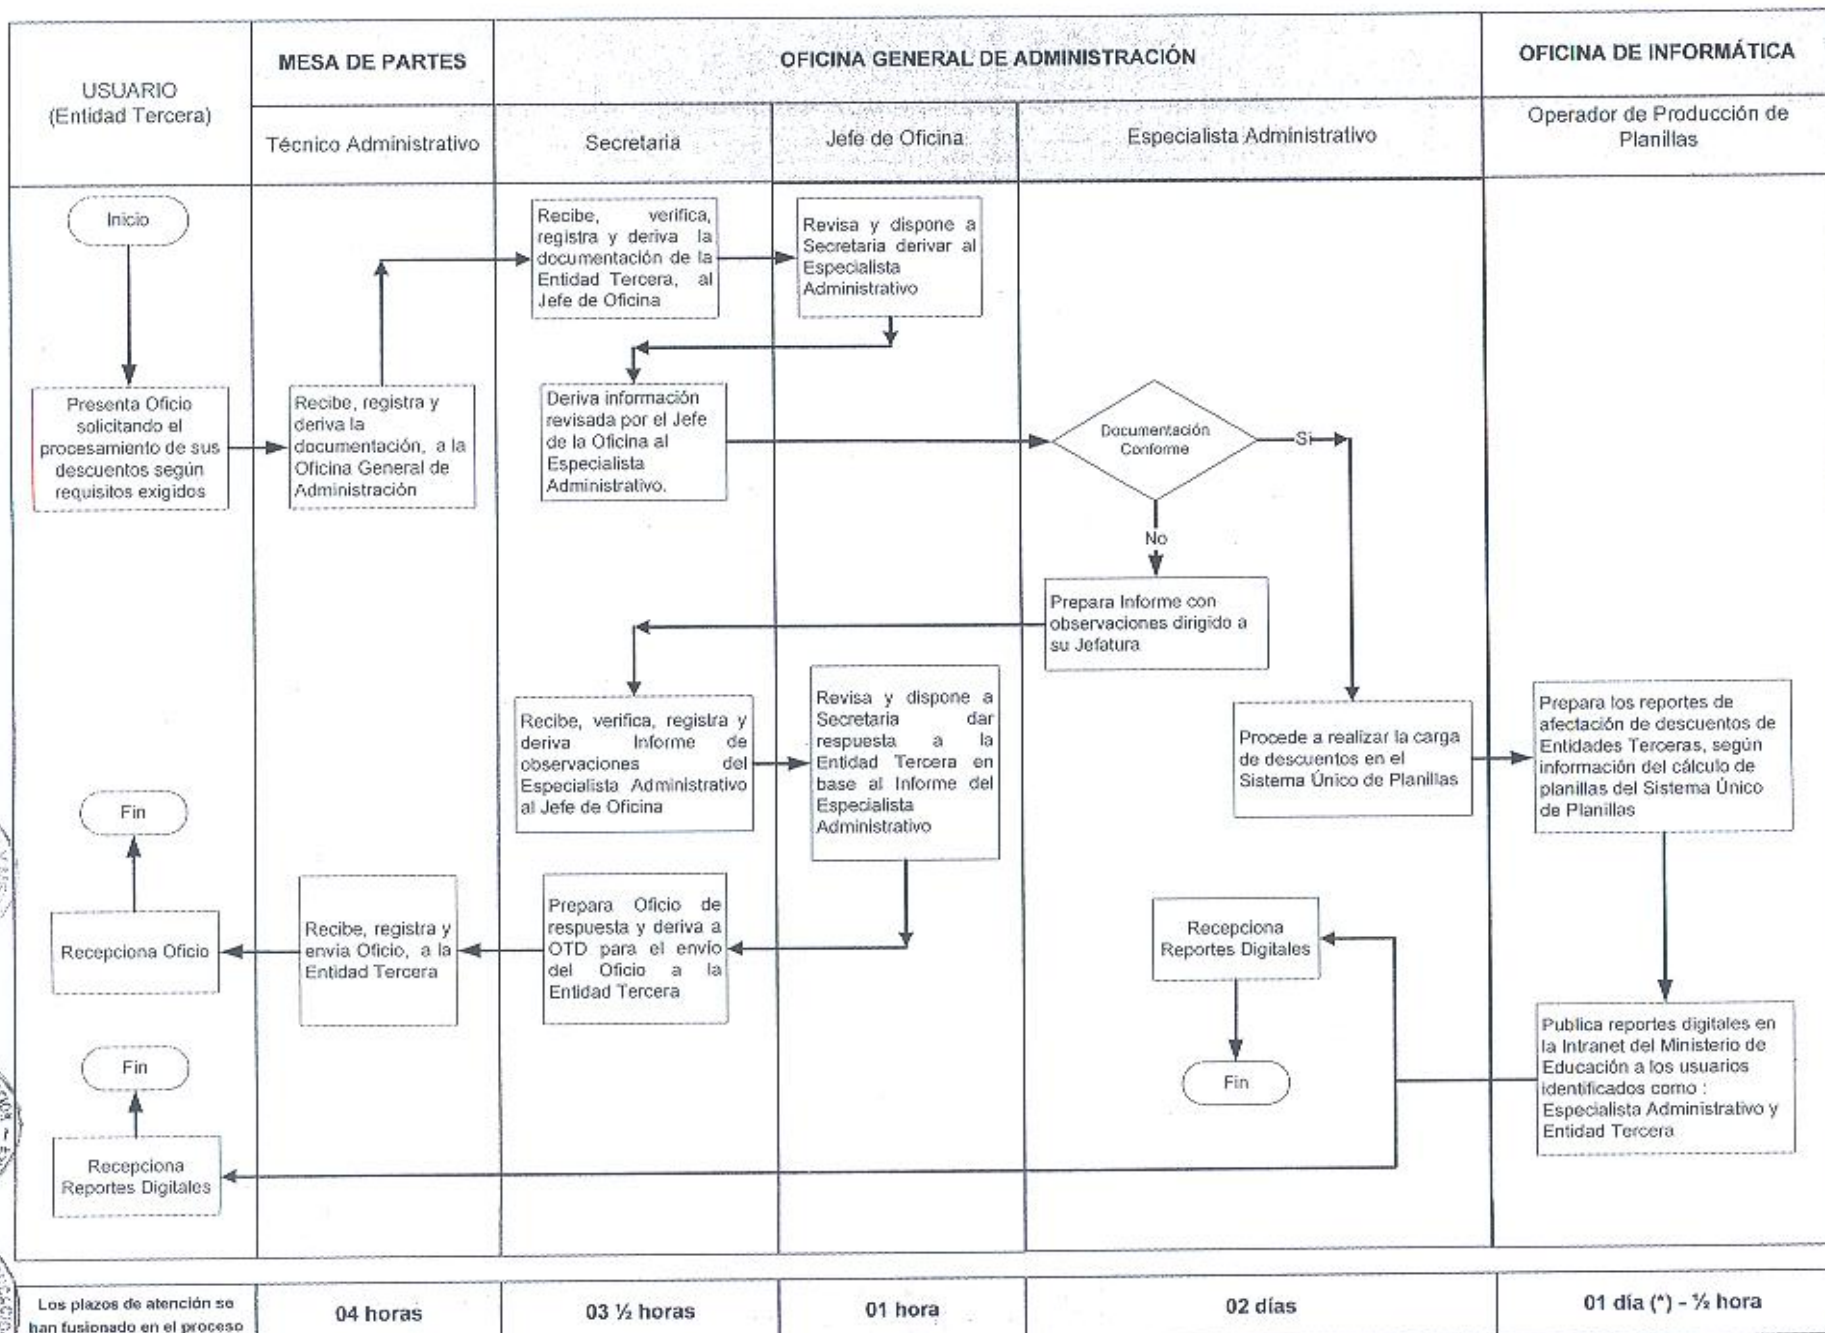 USUARIO
(Entidad Tercera)
MESA DE PARTES
OFICINA GENERAL DE ADMINISTRACIÓN
OFICINA DE INFORMÁTICA
Técnico Administrativo
Secretaria
Jefe de Oficina
Especialista Administrativo
Operador de Producción de
Planillas
Inicio
Presenta Oficio
solicitando el
procesamiento de sus
descuentos según
requisitos exigidos
Recibe, registra y
deriva la
documentación, a la
Oficina General de
Administración
Recibe, verifica,
registra y deriva la
documentación de la
Entidad Tercera, al
Jefe de Oficina
Revisa y dispone a
Secretaria derivar al
Especialista
Administrativo
Deriva información
revisada por el Jefe
de la Oficina al
Especialista
Administrativo.
Documentación
Conforme
Si
No
Prepara Informe con
observaciones dirigido a
su Jefatura
Recibe, verifica, registra y
deriva Informe de
observaciones del
Especialista Administrativo
al Jefe de Oficina
Revisa y dispone a
Secretaria dar
respuesta a la
Entidad Tercera en
base al Informe del
Especialista
Administrativo
Procede a realizar la carga
de descuentos en el
Sistema Único de Planillas
Prepara los reportes de
afectación de descuentos de
Entidades Terceras, según
información del cálculo de
planillas del Sistema Único
de Planillas
Fin
Recepciona Oficio
Recibe, registra y
envia Oficio, a la
Entidad Tercera
Prepara Oficio de
respuesta y deriva a
OTD para el envío
del Oficio a la
Entidad Tercera
Recepciona
Reportes Digitales
Fin
Publica reportes digitales en
la Intranet del Ministerio de
Educación a los usuarios
identificados como :
Especialista Administrativo y
Entidad Tercera
Fin
Recepciona
Reportes Digitales
Los plazos de atención se
han fusionado en el proceso
04 horas
03 ½ horas
01 hora
02 días
01 día (*) - ½ hora